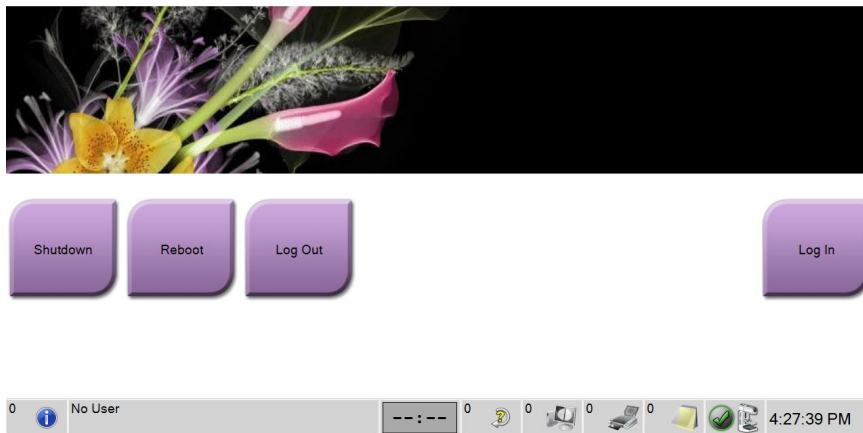 Shutdown
Reboot
Log Out
Log In
0
No User
--:--
0
0
0
0
4:27:39 PM